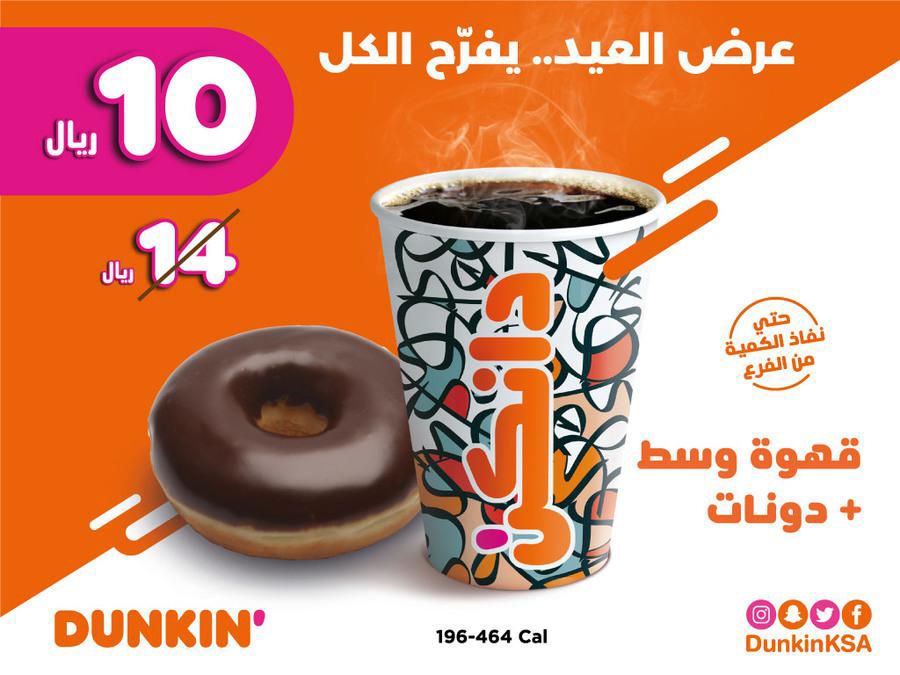 عرض العيد.. يفرّح الكل
10 ريال
14 ريال
دانكن
حتي
نفاذ الكمية
من الفرع
قهوة وسط
+ دونات
DUNKIN'
196-464 Cal
DunkinKSA